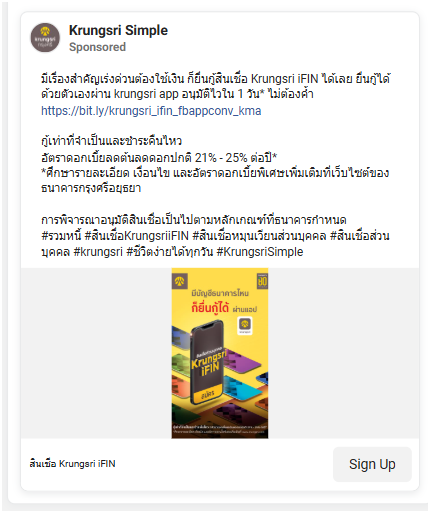 Krungsri Simple
Sponsored
มีเรื่องสำคัญเร่งด่วนต้องใช้เงิน ก็ยื่นกู้สินเชื่อ Krungsri iFIN ได้เลย ยื่นกู้ได้
ด้วยตัวเองผ่าน krungsri app อนุมัติไวใน 1 วัน* ไม่ต้องค้ำ
https://bit.ly/krungsri_ifin_fbappconv_kma
กู้เท่าที่จำเป็นและชำระคืนไหว
อัตราดอกเบี้ยลดต้นลดดอกปกติ 21% - 25% ต่อปี*
*ศึกษารายละเอียด เงื่อนไข และอัตราดอกเบี้ยพิเศษเพิ่มเติมที่เว็บไซต์ของ
ธนาคารกรุงศรีอยุธยา
การพิจารณาอนุมัติสินเชื่อเป็นไปตามหลักเกณฑ์ที่ธนาคารกำหนด
#รวมหนี้ #สินเชื่อKrungsriiFIN #สินเชื่อหมุนเวียนส่วนบุคคล #สินเชื่อส่วน
บุคคล #krungsri #ชีวิตง่ายได้ทุกวัน #KrungsriSimple
มีบัญชีธนาคารไหน
ก็ยื่นกู้ได้ ผ่านแอป
Krungsri
iFIN
สมัคร
สินเชื่อ Krungsri iFIN
Sign Up